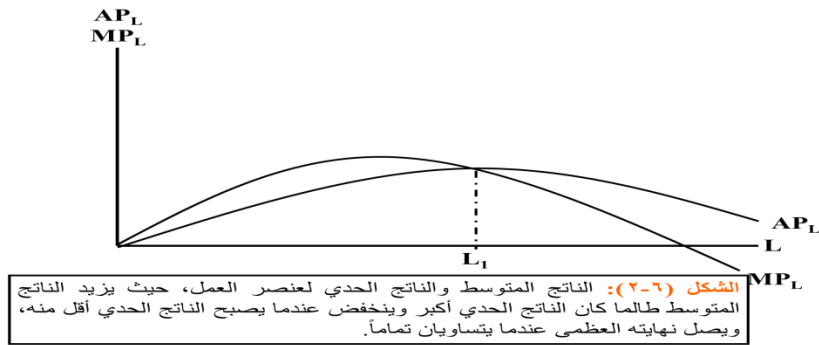 AP_L
MP_L
AP_L
L
L_1
MP_L
الشكل (٦-٢): الناتج المتوسط والناتج الحدي لعنصر العمل، حيث يزيد الناتج
المتوسط طالما كان الناتج الحدي أكبر وينخفض عندما يصبح الناتج الحدي أقل منه،
ويصل نهايته العظمى عندما يتساويان تماماً.